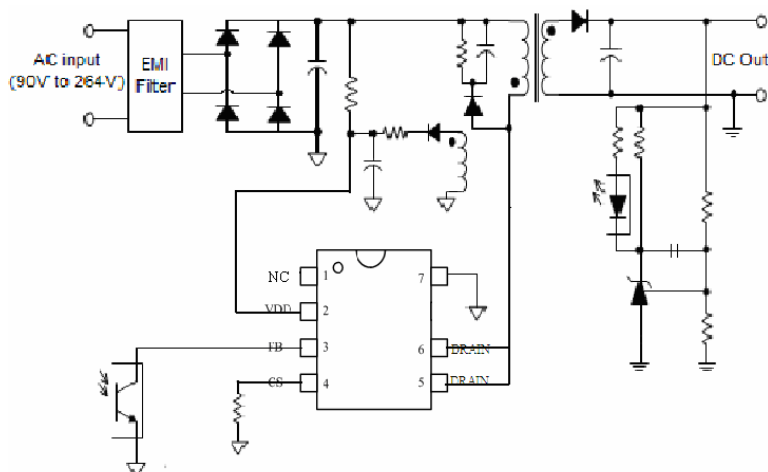 AC input
(90V to 264V)
EMI
Filter
DC Out
NC 1
7
VDD 2
FB 3
6 DRAIN
CS 4
5 DRAIN